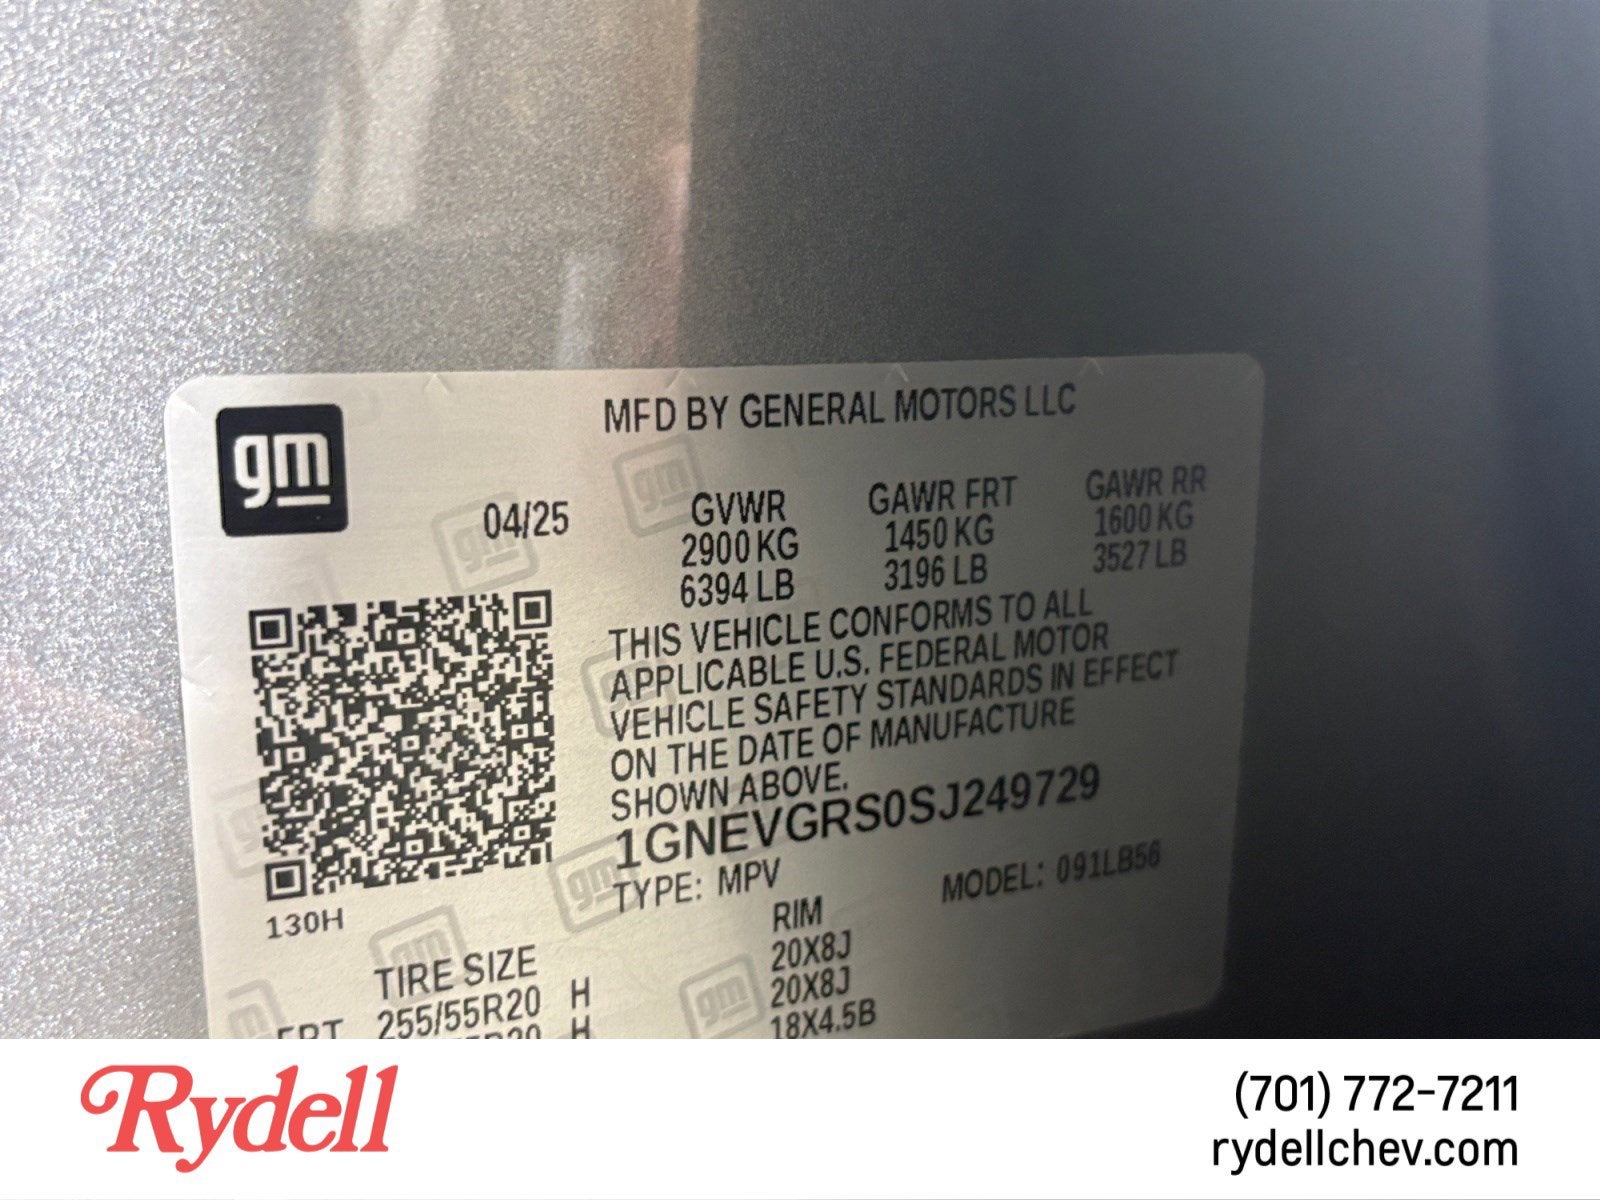 gm
MFD BY GENERAL MOTORS LLC
04/25
GVWR GAWR FRT GAWR RR
2900 KG 1450 KG 1600 KG
6394 LB 3196 LB 3527 LB
THIS VEHICLE CONFORMS TO ALL
APPLICABLE U.S. FEDERAL MOTOR
VEHICLE SAFETY STANDARDS IN EFFECT
ON THE DATE OF MANUFACTURE
SHOWN ABOVE.
1GNEVGRS0SJ249729
TYPE: MPV MODEL: 091LB56
130H
TIRE SIZE RIM
FRT 255/55R20 H 20X8J
20X8J
18X4.5B
Rydell
(701) 772-7211
rydellchev.com